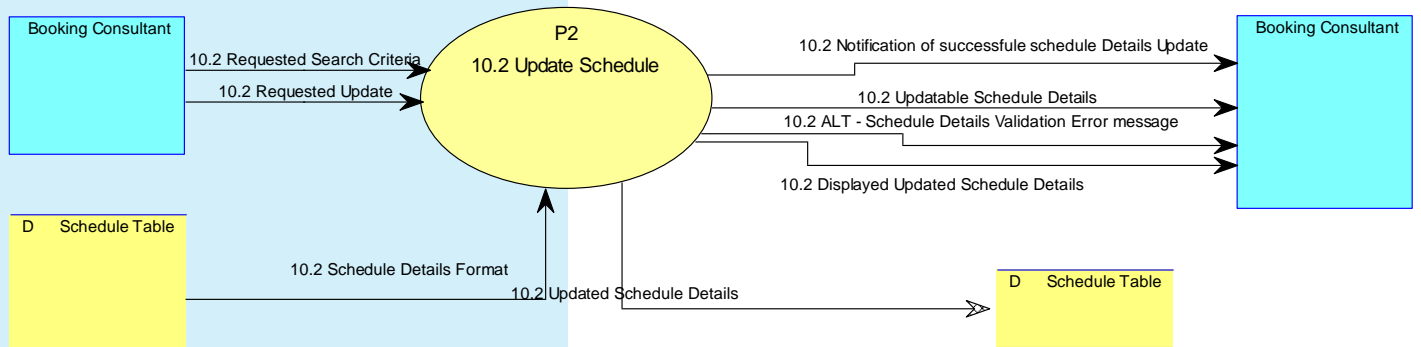 Booking Consultant
P2
10.2 Update Schedule
Booking Consultant
10.2 Requested Search Criteria
10.2 Requested Update
10.2 Notification of successfule schedule Details Update
10.2 Updatable Schedule Details
10.2 ALT - Schedule Details Validation Error message
10.2 Displayed Updated Schedule Details
D Schedule Table
10.2 Schedule Details Format
10.2 Updated Schedule Details
D Schedule Table